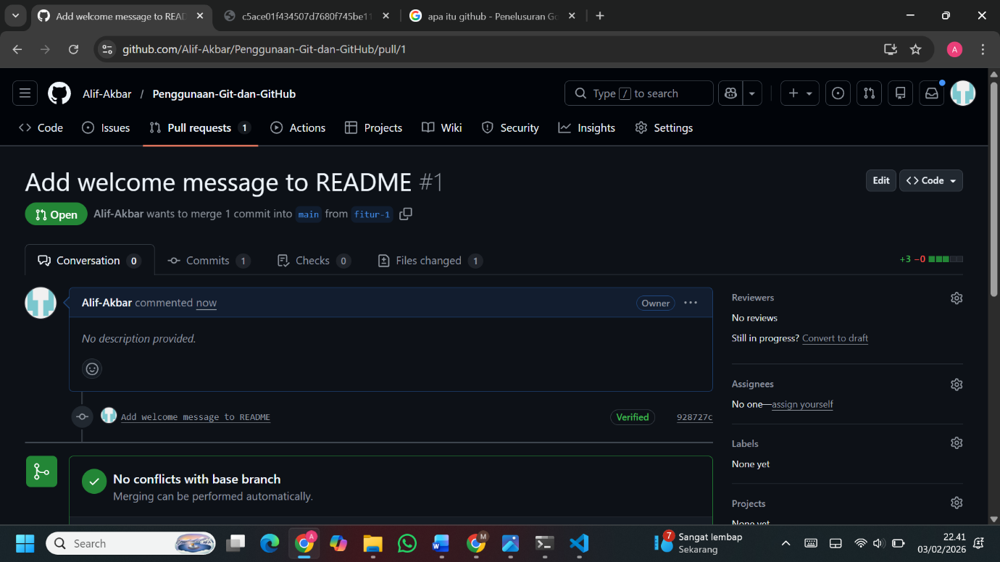 Add welcome message to READ
c5ace01f434507d7680f745be11
apa itu github - Penelusuran Go
github.com/Alif-Akbar/Penggunaan-Git-dan-GitHub/pull/1
A
Alif-Akbar / Penggunaan-Git-dan-GitHub
Type / to search
Code
Issues
Pull requests 1
Actions
Projects
Wiki
Security
Insights
Settings
Add welcome message to README #1
Edit
Code
Open
Alif-Akbar wants to merge 1 commit into main from fitur-1
Conversation 0
Commits 1
Checks 0
Files changed 1
+3 −0
Alif-Akbar commented now
Owner
No description provided.
Add welcome message to README
Verified
928727c
No conflicts with base branch
Merging can be performed automatically.
Reviewers
No reviews
Still in progress? Convert to draft
Assignees
No one—assign yourself
Labels
None yet
Projects
None yet
Search
A
W
M
7
Sangat lembap
Sekarang
22.41
03/02/2026